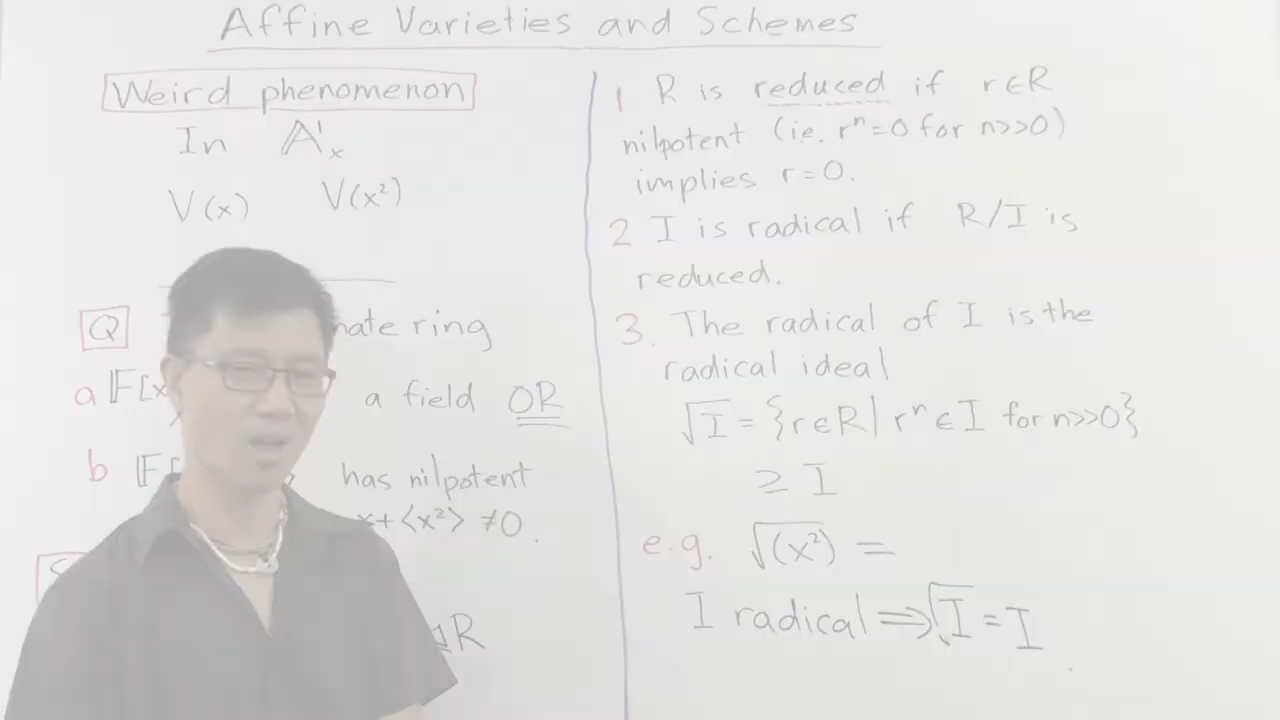 Affine Varieties and Schemes
Weird phenomenon
In 𝔸¹ₓ
V(x) V(x²)
Q nate ring
a 𝔽[x a field OR
b 𝔽[ has nilpotent
x+⟨x²⟩ ≠0.
⊲R
1 R is reduced if r∈R
nilpotent (i.e. rⁿ=0 for n>>0)
implies r=0.
2 I is radical if R/I is
reduced.
3. The radical of I is the
radical ideal
√I = {r∈R | rⁿ∈I for n>>0}
≥ I
e.g. √(x²) =
I radical ⟹ √I = I